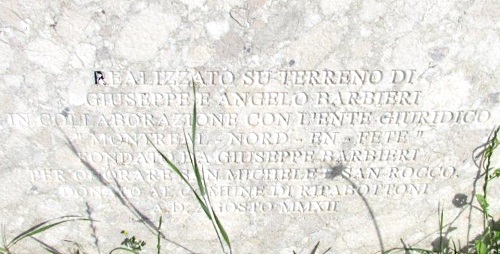 REALIZZATO SU TERRENO DI
GIUSEPPE E ANGELO BARBIERI
IN COLLABORAZIONE CON L'ENTE GIURIDICO
" MONTREAL - NORD - EN - FETE "
FONDATA DA GIUSEPPE BARBIERI
PER ONORARE SAN MICHELE E SAN ROCCO.
DONATO AL COMUNE DI RIPABOTTONI
A.D. AGOSTO MMXII